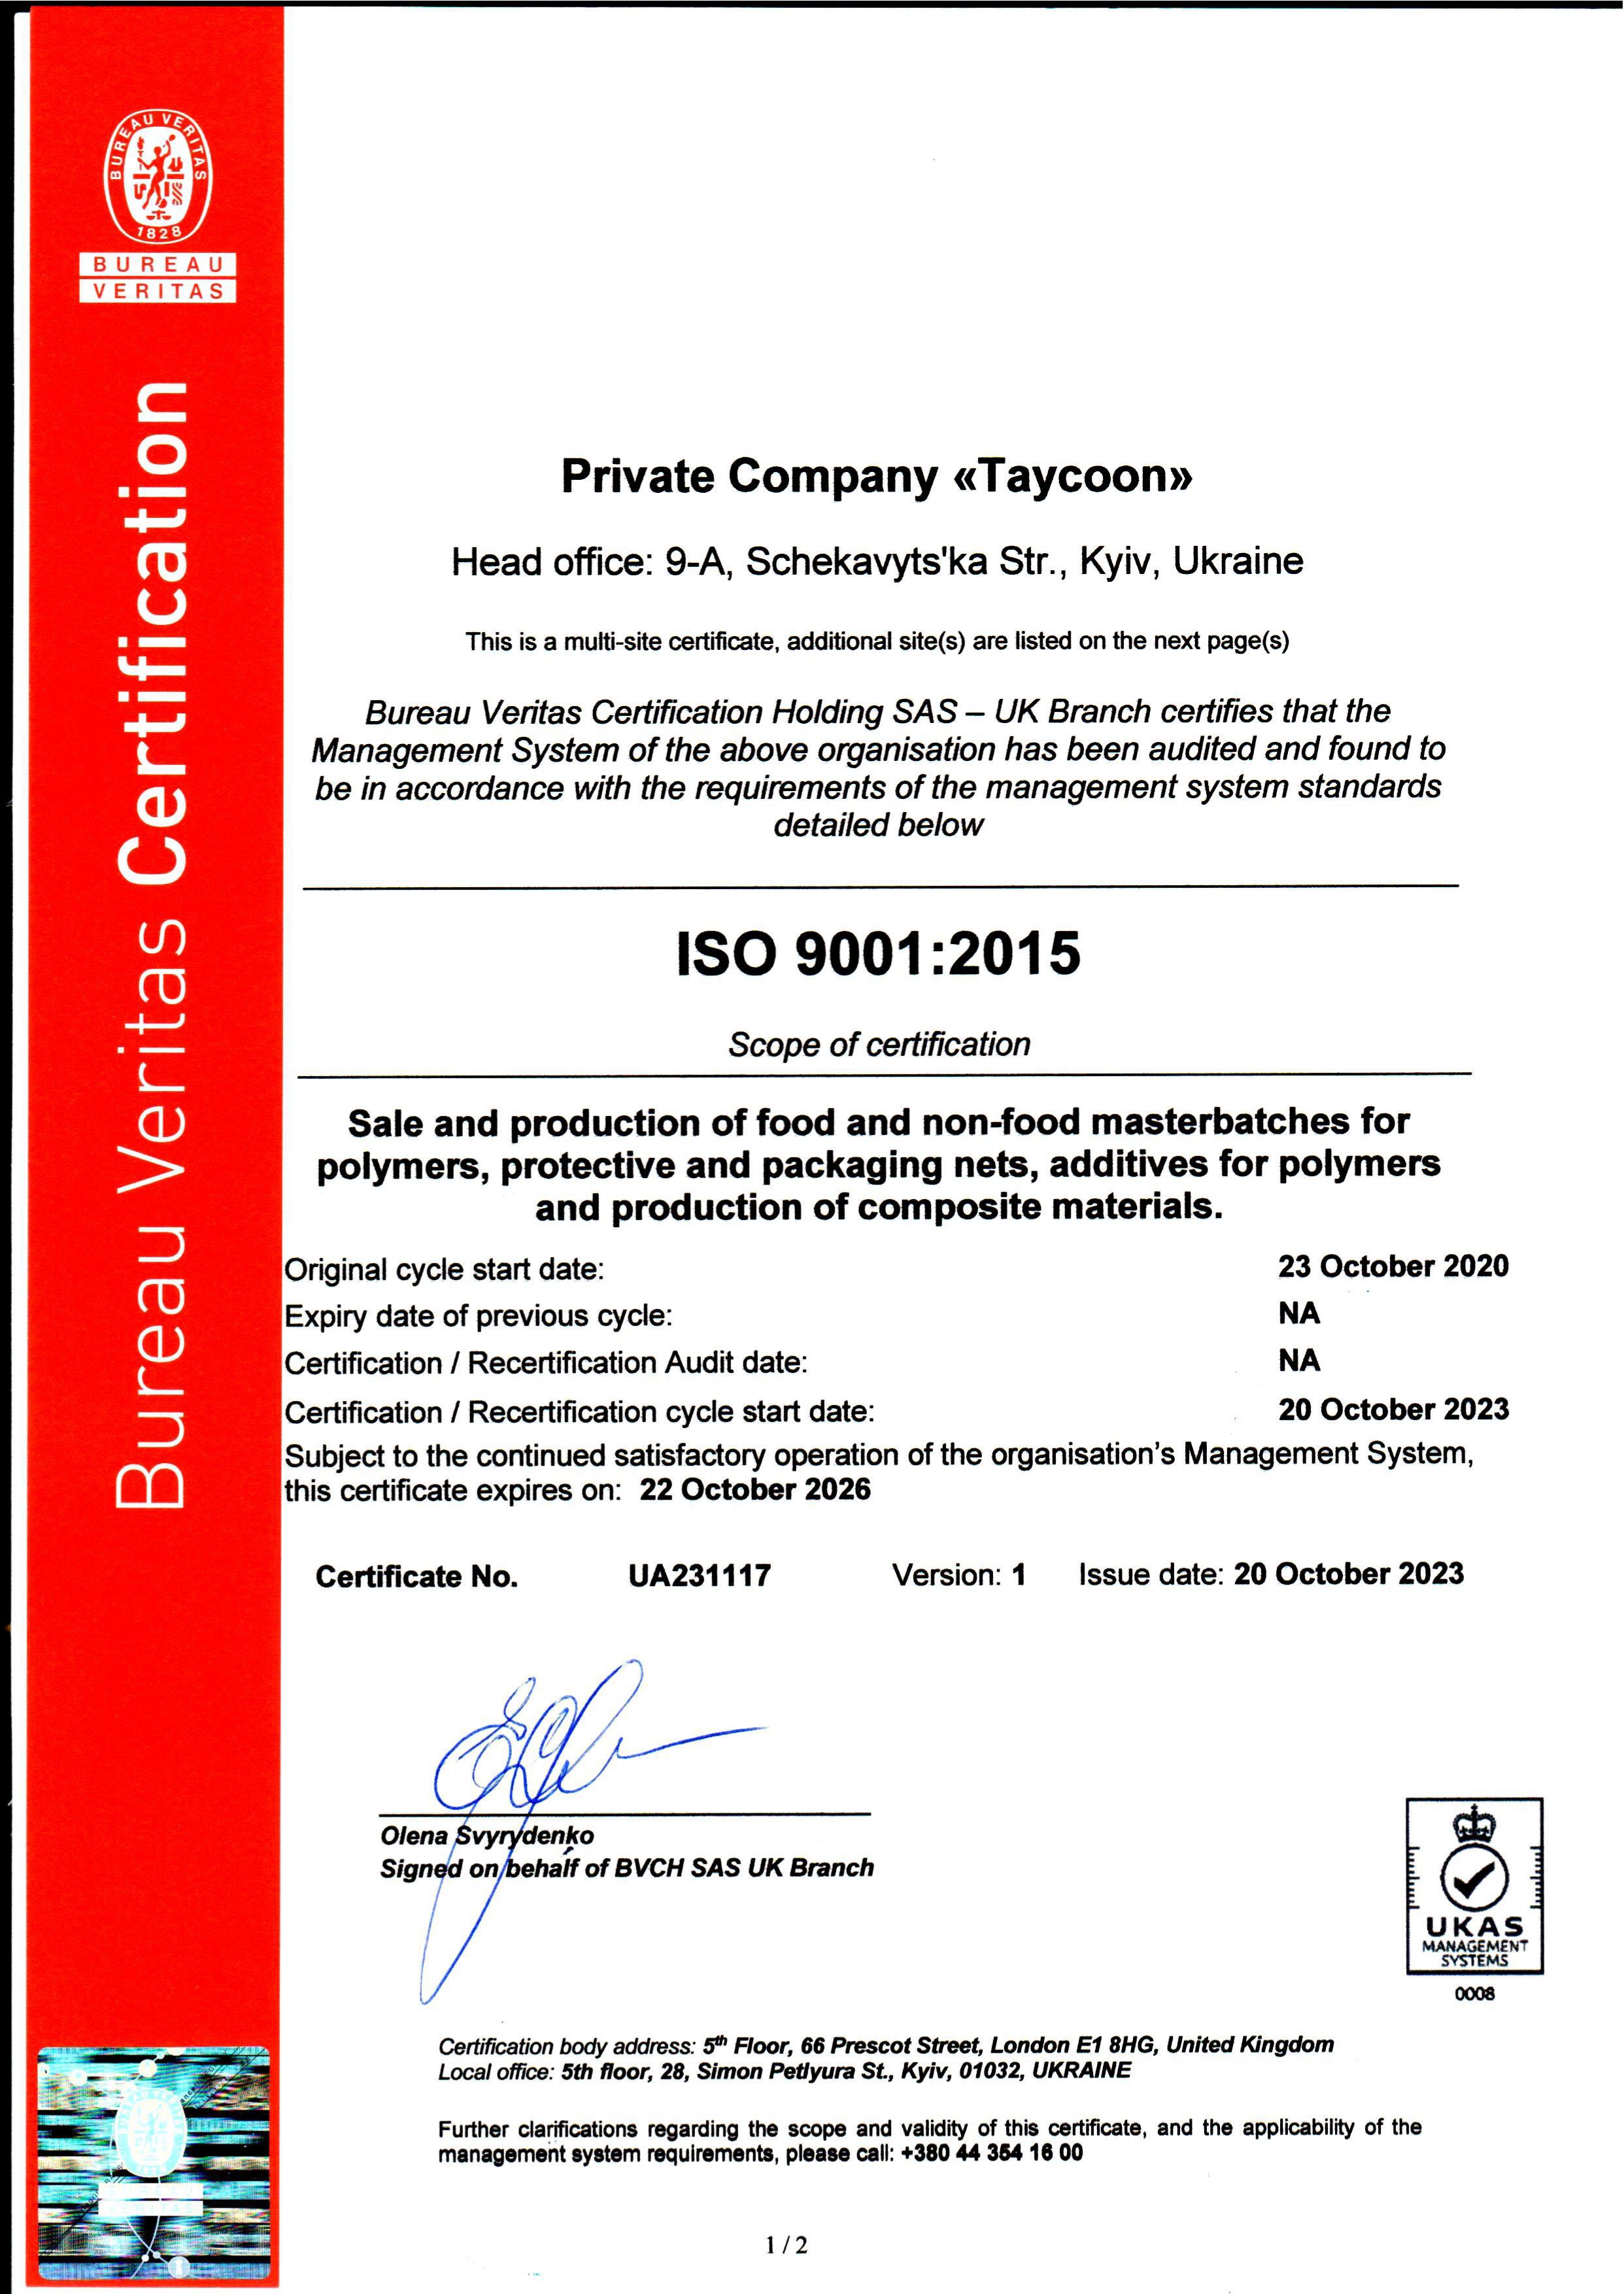 BUREAU VERITAS
1828
BUREAU
VERITAS
Bureau Veritas Certification
Private Company «Taycoon»
Head office: 9-A, Schekavyts'ka Str., Kyiv, Ukraine
This is a multi-site certificate, additional site(s) are listed on the next page(s)
Bureau Veritas Certification Holding SAS – UK Branch certifies that the
Management System of the above organisation has been audited and found to
be in accordance with the requirements of the management system standards
detailed below
ISO 9001:2015
Scope of certification
Sale and production of food and non-food masterbatches for
polymers, protective and packaging nets, additives for polymers
and production of composite materials.
Original cycle start date: 23 October 2020
Expiry date of previous cycle: NA
Certification / Recertification Audit date: NA
Certification / Recertification cycle start date: 20 October 2023
Subject to the continued satisfactory operation of the organisation's Management System,
this certificate expires on: 22 October 2026
Certificate No. UA231117 Version: 1 Issue date: 20 October 2023
Olena Svyrydenko
Signed on behalf of BVCH SAS UK Branch
UKAS
MANAGEMENT
SYSTEMS
0008
Certification body address: 5th Floor, 66 Prescot Street, London E1 8HG, United Kingdom
Local office: 5th floor, 28, Simon Petlyura St., Kyiv, 01032, UKRAINE
Further clarifications regarding the scope and validity of this certificate, and the applicability of the
management system requirements, please call: +380 44 354 16 00
1 / 2